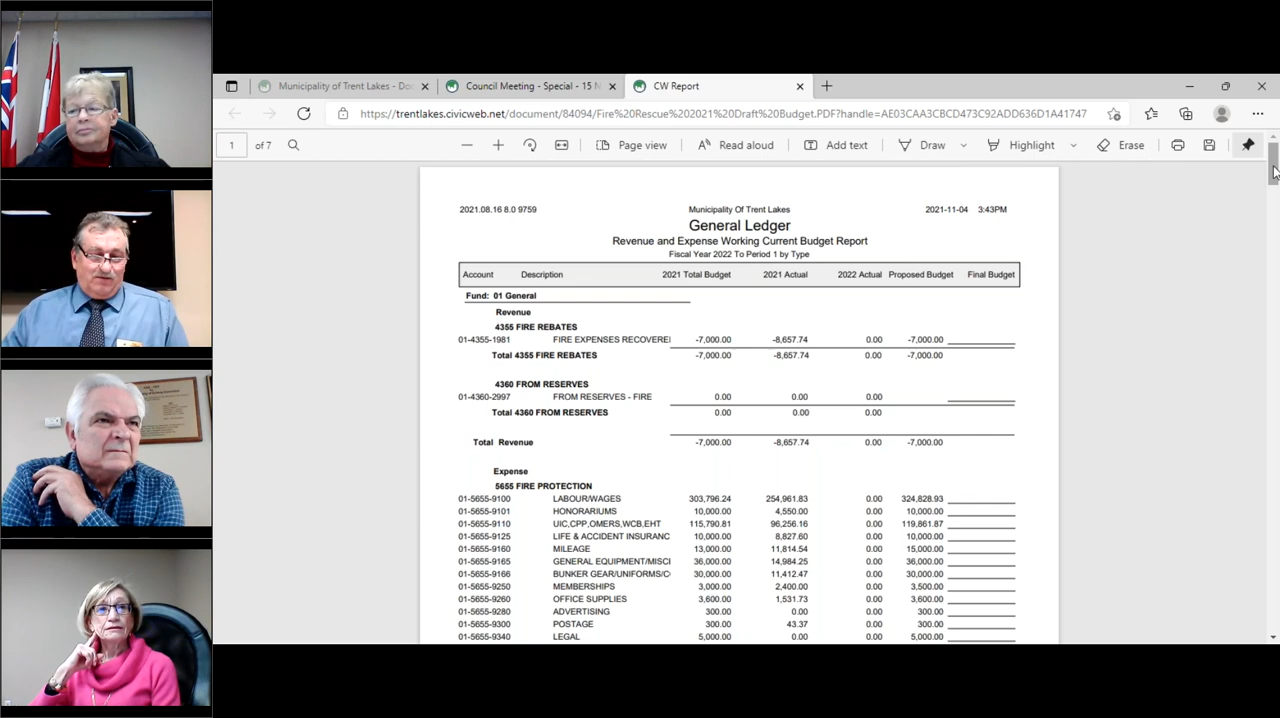 Municipality of Trent Lakes - Doc
Council Meeting - Special - 15 N
CW Report
https://trentlakes.civicweb.net/document/84094/Fire%20Rescue%202021%20Draft%20Budget.PDF?handle=AE03CAA3CBCD473C92ADD636D1A41747
1 of 7 Page view Read aloud Add text Draw Highlight Erase
2021.08.16 8.0 9759 Municipality Of Trent Lakes 2021-11-04 3:43PM
General Ledger
Revenue and Expense Working Current Budget Report
Fiscal Year 2022 To Period 1 by Type
Account Description 2021 Total Budget 2021 Actual 2022 Actual Proposed Budget Final Budget
Fund: 01 General
Revenue
4355 FIRE REBATES
01-4355-1981 FIRE EXPENSES RECOVERE -7,000.00 -8,657.74 0.00 -7,000.00
Total 4355 FIRE REBATES -7,000.00 -8,657.74 0.00 -7,000.00
4360 FROM RESERVES
01-4360-2997 FROM RESERVES - FIRE 0.00 0.00 0.00
Total 4360 FROM RESERVES 0.00 0.00 0.00
Total Revenue -7,000.00 -8,657.74 0.00 -7,000.00
Expense
5655 FIRE PROTECTION
01-5655-9100 LABOUR/WAGES 303,796.24 254,961.83 0.00 324,828.93
01-5655-9101 HONORARIUMS 10,000.00 4,550.00 0.00 10,000.00
01-5655-9110 UIC,CPP,OMERS,WCB,EHT 115,790.81 96,256.16 0.00 119,861.87
01-5655-9125 LIFE & ACCIDENT INSURANC 10,000.00 8,827.60 0.00 10,000.00
01-5655-9160 MILEAGE 13,000.00 11,814.54 0.00 15,000.00
01-5655-9165 GENERAL EQUIPMENT/MISCI 36,000.00 14,984.25 0.00 36,000.00
01-5655-9166 BUNKER GEAR/UNIFORMS/C 30,000.00 11,412.47 0.00 30,000.00
01-5655-9250 MEMBERSHIPS 3,000.00 2,400.00 0.00 3,500.00
01-5655-9260 OFFICE SUPPLIES 3,600.00 1,531.73 0.00 3,600.00
01-5655-9280 ADVERTISING 300.00 0.00 0.00 300.00
01-5655-9300 POSTAGE 300.00 43.37 0.00 300.00
01-5655-9340 LEGAL 5,000.00 0.00 0.00 5,000.00